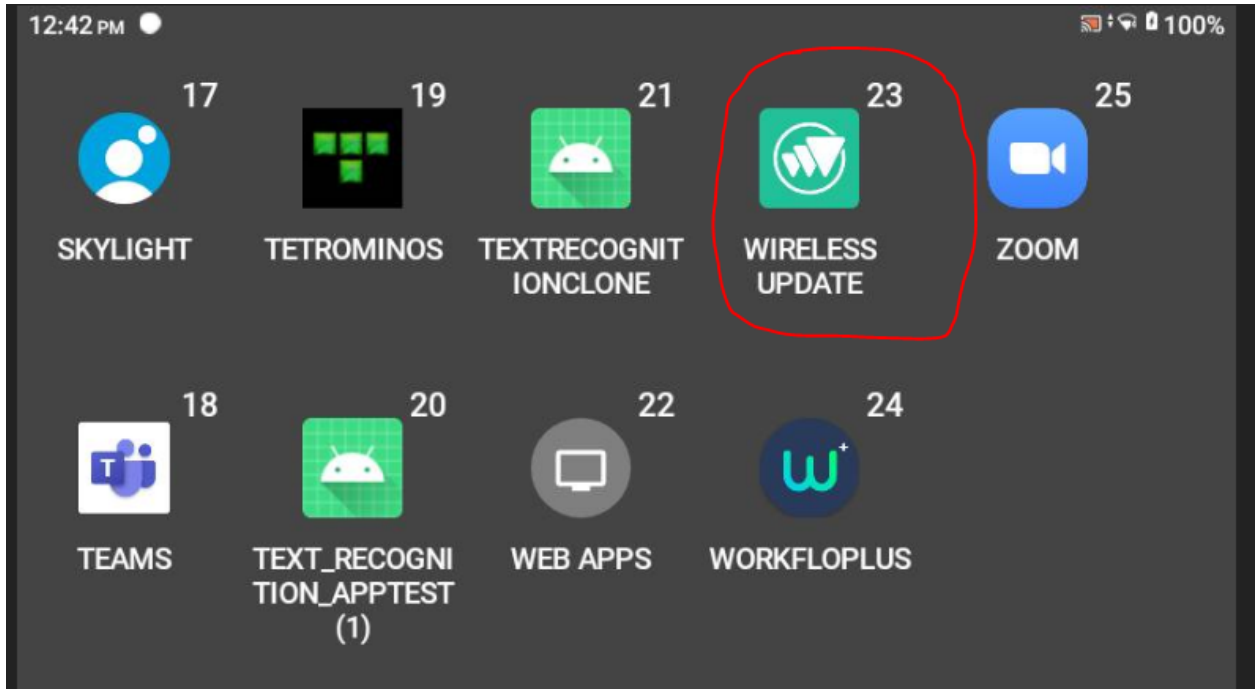 12:42 PM
100%
17
19
21
23
25
SKYLIGHT
TETROMINOS
TEXTRECOGNIT
IONCLONE
WIRELESS
UPDATE
ZOOM
18
20
22
24
T
W+
TEAMS
TEXT_RECOGNI
TION_APPTEST
(1)
WEB APPS
WORKFLOPLUS